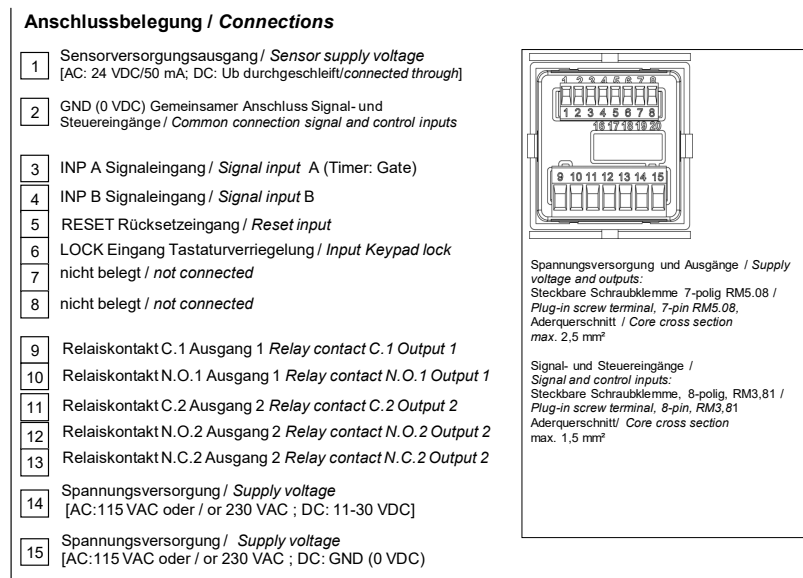 Anschlussbelegung / Connections
1
Sensorversorgungsausgang / Sensor supply voltage
[AC: 24 VDC/50 mA; DC: Ub durchgeschleift/connected through]
2
GND (0 VDC) Gemeinsamer Anschluss Signal- und
Steuereingänge / Common connection signal and control inputs
3 INP A Signaleingang / Signal input A (Timer: Gate)
4 INP B Signaleingang / Signal input B
5 RESET Rücksetzeingang / Reset input
6 LOCK Eingang Tastaturverriegelung / Input Keypad lock
7 nicht belegt / not connected
8 nicht belegt / not connected
9 Relaiskontakt C.1 Ausgang 1 Relay contact C.1 Output 1
10 Relaiskontakt N.O.1 Ausgang 1 Relay contact N.O.1 Output 1
11 Relaiskontakt C.2 Ausgang 2 Relay contact C.2 Output 2
12 Relaiskontakt N.O.2 Ausgang 2 Relay contact N.O.2 Output 2
13 Relaiskontakt N.C.2 Ausgang 2 Relay contact N.C.2 Output 2
14
Spannungsversorgung / Supply voltage
[AC:115 VAC oder / or 230 VAC ; DC: 11-30 VDC]
15
Spannungsversorgung / Supply voltage
[AC:115 VAC oder / or 230 VAC ; DC: GND (0 VDC)
1 2 3 4 5 6 7 8
1 2 3 4 5 6 7 8
16 17 18 19 20
9 10 11 12 13 14 15
Spannungsversorgung und Ausgänge / Supply
voltage and outputs:
Steckbare Schraubklemme 7-polig RM5.08 /
Plug-in screw terminal, 7-pin RM5.08,
Aderquerschnitt / Core cross section
max. 2,5 mm²
Signal- und Steuereingänge /
Signal and control inputs:
Steckbare Schraubklemme, 8-polig, RM3,81 /
Plug-in screw terminal, 8-pin, RM3,81
Aderquerschnitt/ Core cross section
max. 1,5 mm²